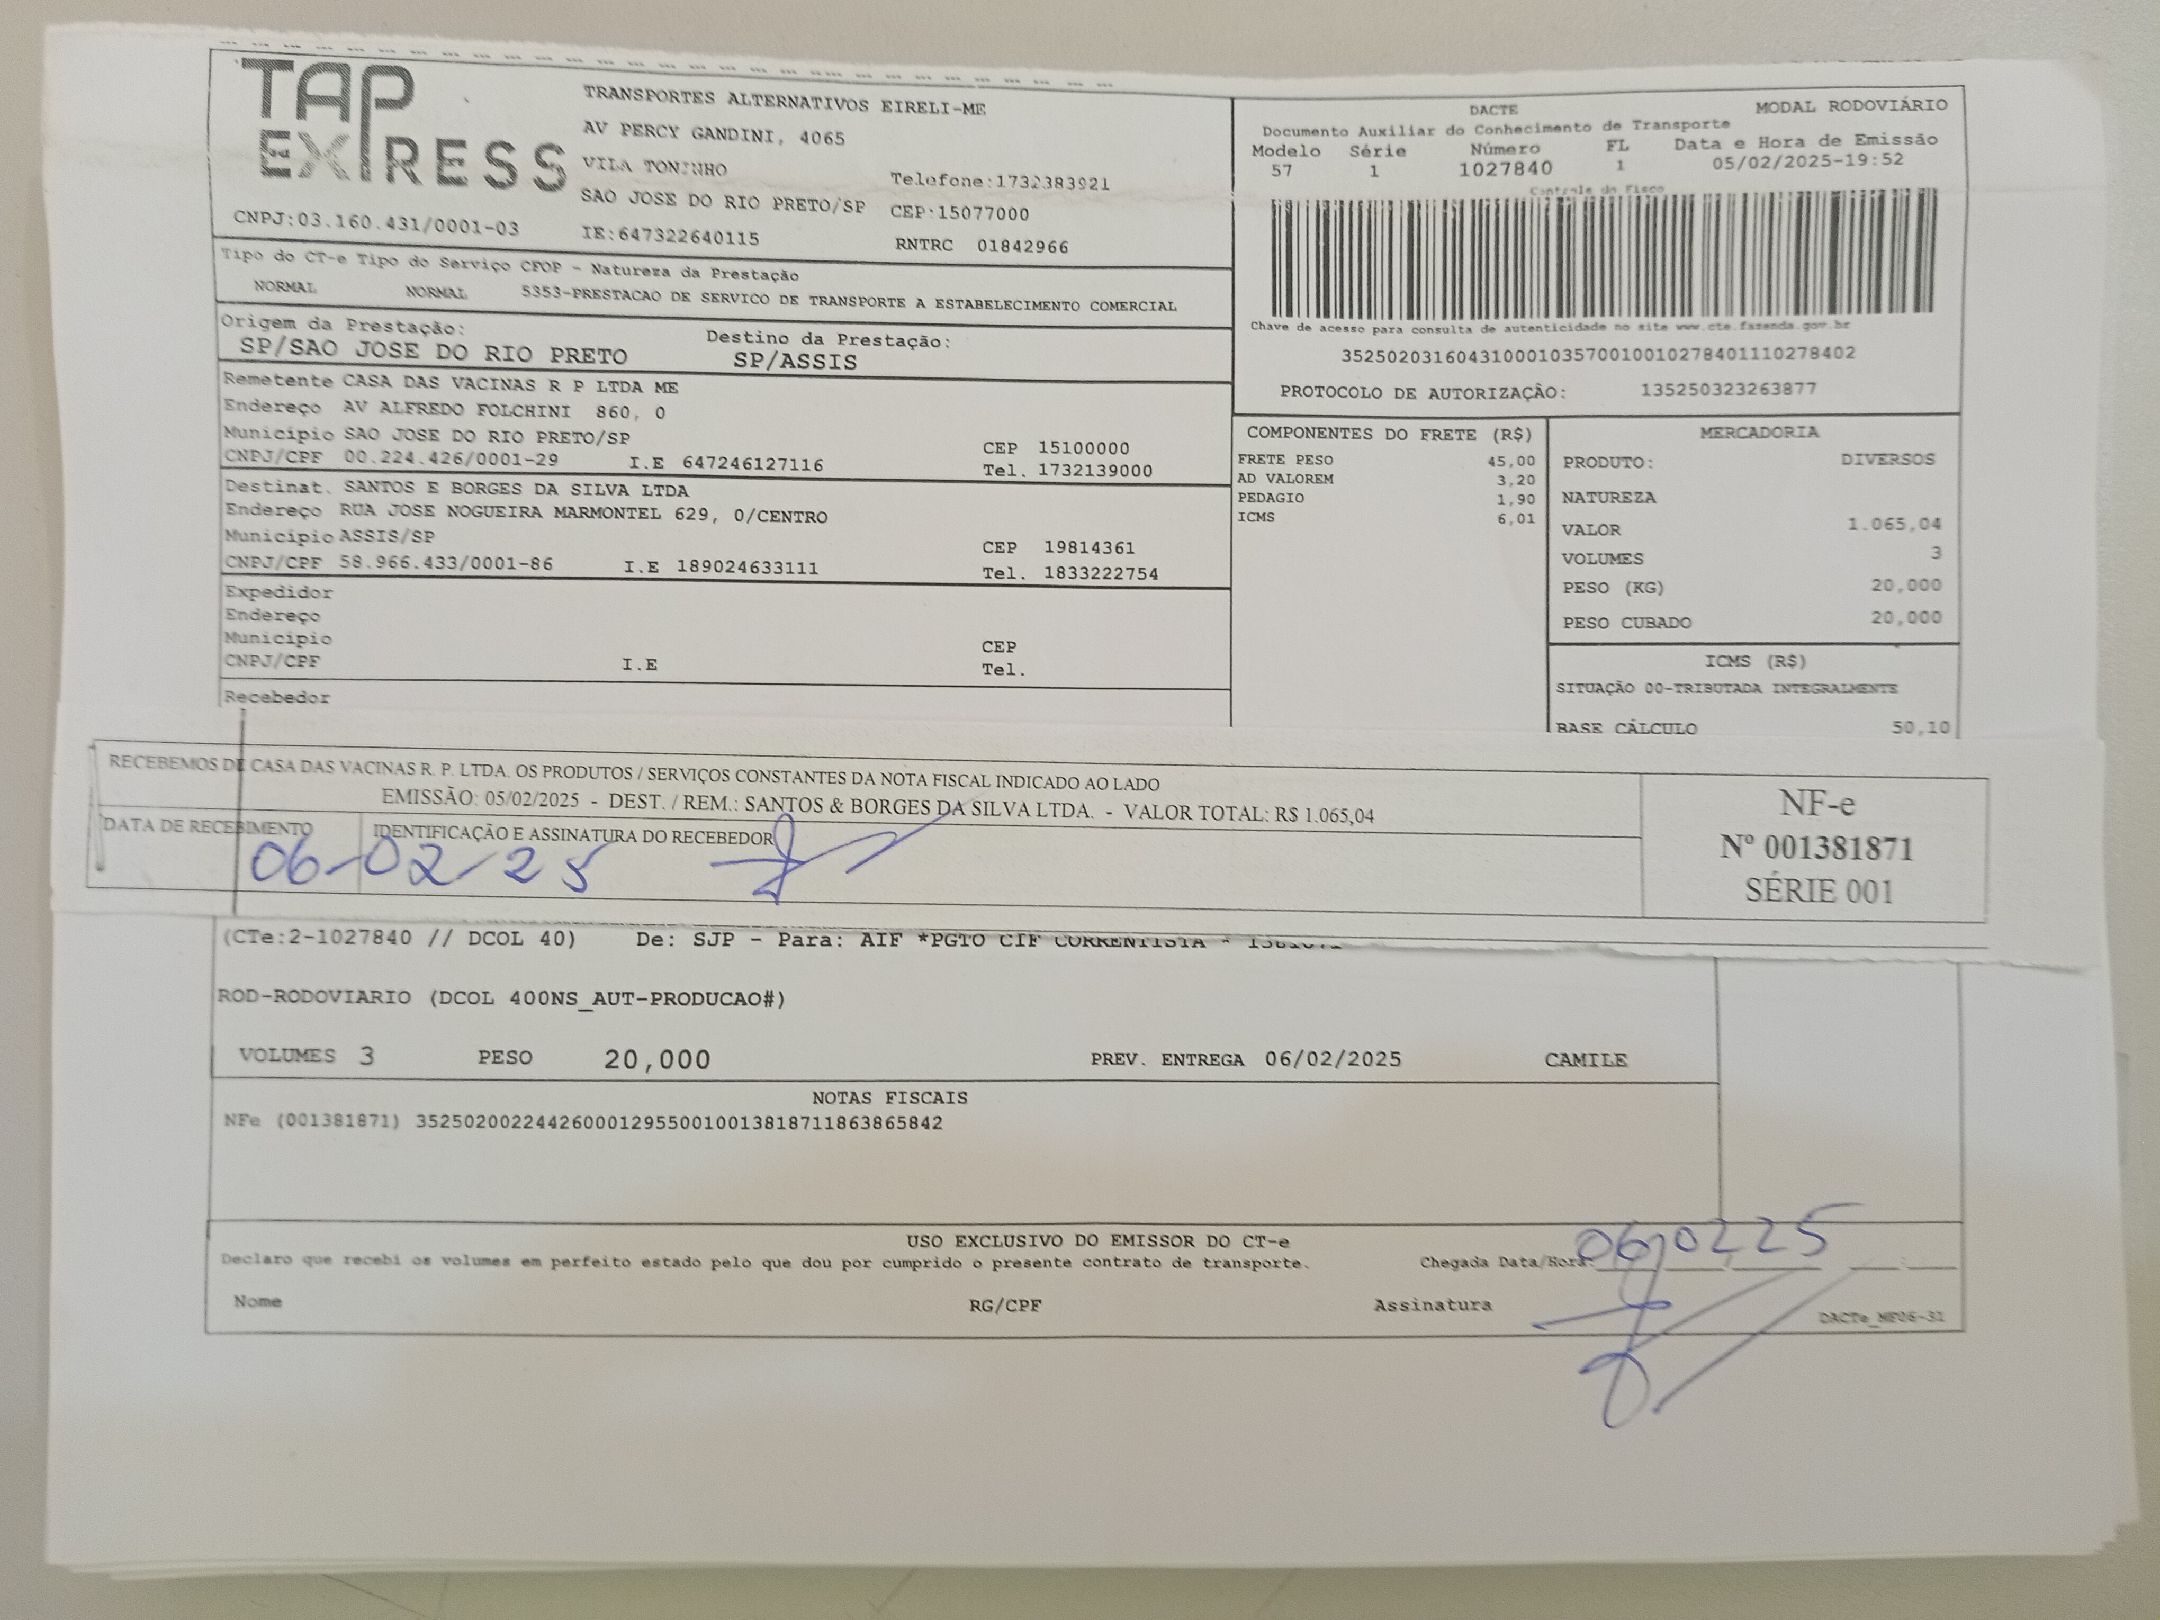 TAP EXPRESS
TRANSPORTES ALTERNATIVOS EIRELI-ME
AV PERCY GANDINI, 4065
VILA TONINHO
Telefone:1732383921
SAO JOSE DO RIO PRETO/SP CEP:15077000
CNPJ:03.160.431/0001-03 IE:647322640115 RNTRC 01842966
DACTE MODAL RODOVIÁRIO
Documento Auxiliar do Conhecimento de Transporte
Modelo Série Número FL Data e Hora de Emissão
57 1 1027840 1 05/02/2025-19:52
Controle do Fisco
Chave de acesso para consulta de autenticidade no site www.cte.fazenda.gov.br
35250203160431000103570010010278401110278402
PROTOCOLO DE AUTORIZAÇÃO: 135250323263877
Tipo do CT-e Tipo do Serviço CFOP - Natureza da Prestação
NORMAL NORMAL 5353-PRESTACAO DE SERVICO DE TRANSPORTE A ESTABELECIMENTO COMERCIAL
Origem da Prestação: Destino da Prestação:
SP/SAO JOSE DO RIO PRETO SP/ASSIS
Remetente CASA DAS VACINAS R P LTDA ME
Endereço AV ALFREDO FOLCHINI 860, 0
Município SAO JOSE DO RIO PRETO/SP CEP 15100000
CNPJ/CPF 00.224.426/0001-29 I.E 647246127116 Tel. 1732139000
Destinat. SANTOS E BORGES DA SILVA LTDA
Endereço RUA JOSE NOGUEIRA MARMONTEL 629, 0/CENTRO
Município ASSIS/SP CEP 19814361
CNPJ/CPF 58.966.433/0001-86 I.E 189024633111 Tel. 1833222754
Expedidor
Endereço
Município CEP
CNPJ/CPF I.E Tel.
Recebedor
COMPONENTES DO FRETE (R$)
FRETE PESO 45,00
AD VALOREM 3,20
PEDAGIO 1,90
ICMS 6,01
MERCADORIA
PRODUTO: DIVERSOS
NATUREZA
VALOR 1.065,04
VOLUMES 3
PESO (KG) 20,000
PESO CUBADO 20,000
ICMS (R$)
SITUAÇÃO 00-TRIBUTADA INTEGRALMENTE
BASE CÁLCULO 50,10
RECEBEMOS DE CASA DAS VACINAS R. P. LTDA. OS PRODUTOS / SERVIÇOS CONSTANTES DA NOTA FISCAL INDICADO AO LADO
EMISSÃO: 05/02/2025 - DEST. / REM.: SANTOS & BORGES DA SILVA LTDA. - VALOR TOTAL: R$ 1.065,04
DATA DE RECEBIMENTO IDENTIFICAÇÃO E ASSINATURA DO RECEBEDOR
06-02-25
NF-e
Nº 001381871
SÉRIE 001
(CTe:2-1027840 // DCOL 40) De: SJP - Para: AIF *PGTO CIF CORRENTISTA -
ROD-RODOVIARIO (DCOL 400NS_AUT-PRODUCAO#)
VOLUMES 3 PESO 20,000 PREV. ENTREGA 06/02/2025 CAMILE
NOTAS FISCAIS
NFe (001381871) 35250200224426000129550010013818711863865842
USO EXCLUSIVO DO EMISSOR DO CT-e
Declaro que recebi os volumes em perfeito estado pelo que dou por cumprido o presente contrato de transporte. Chegada Data/Hora: 06/02 25
Nome RG/CPF Assinatura
DACTe_MF06-31